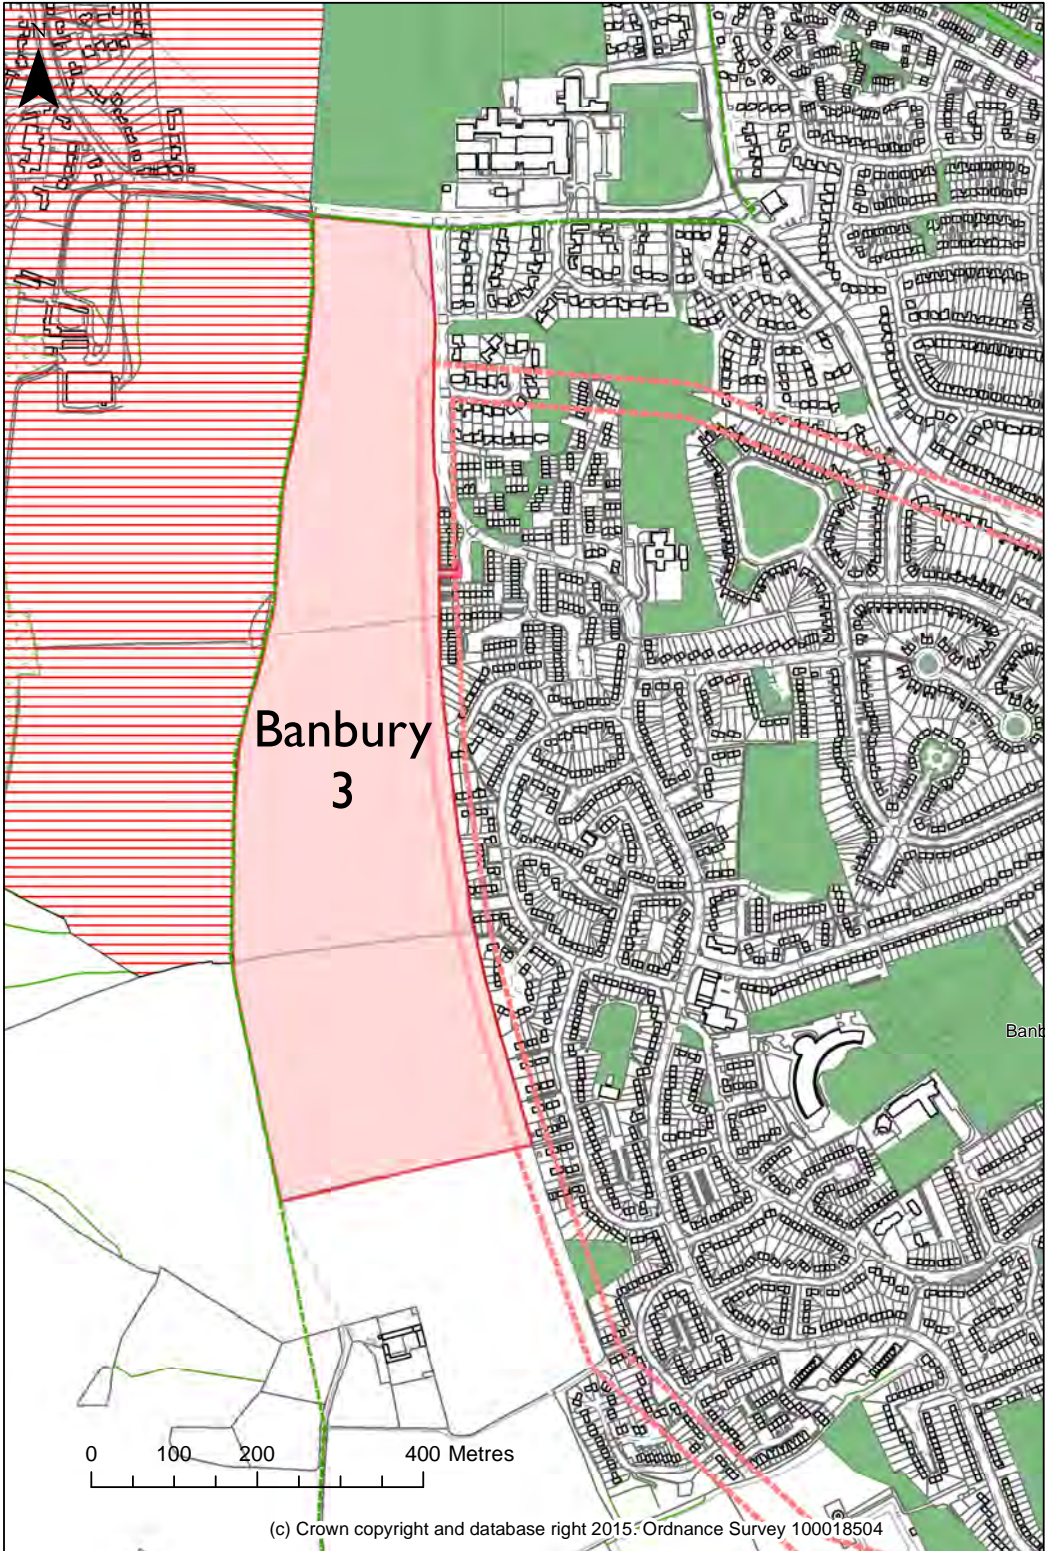 N
Banbury
3
Banb
0 100 200 400 Metres
(c) Crown copyright and database right 2015. Ordnance Survey 100018504